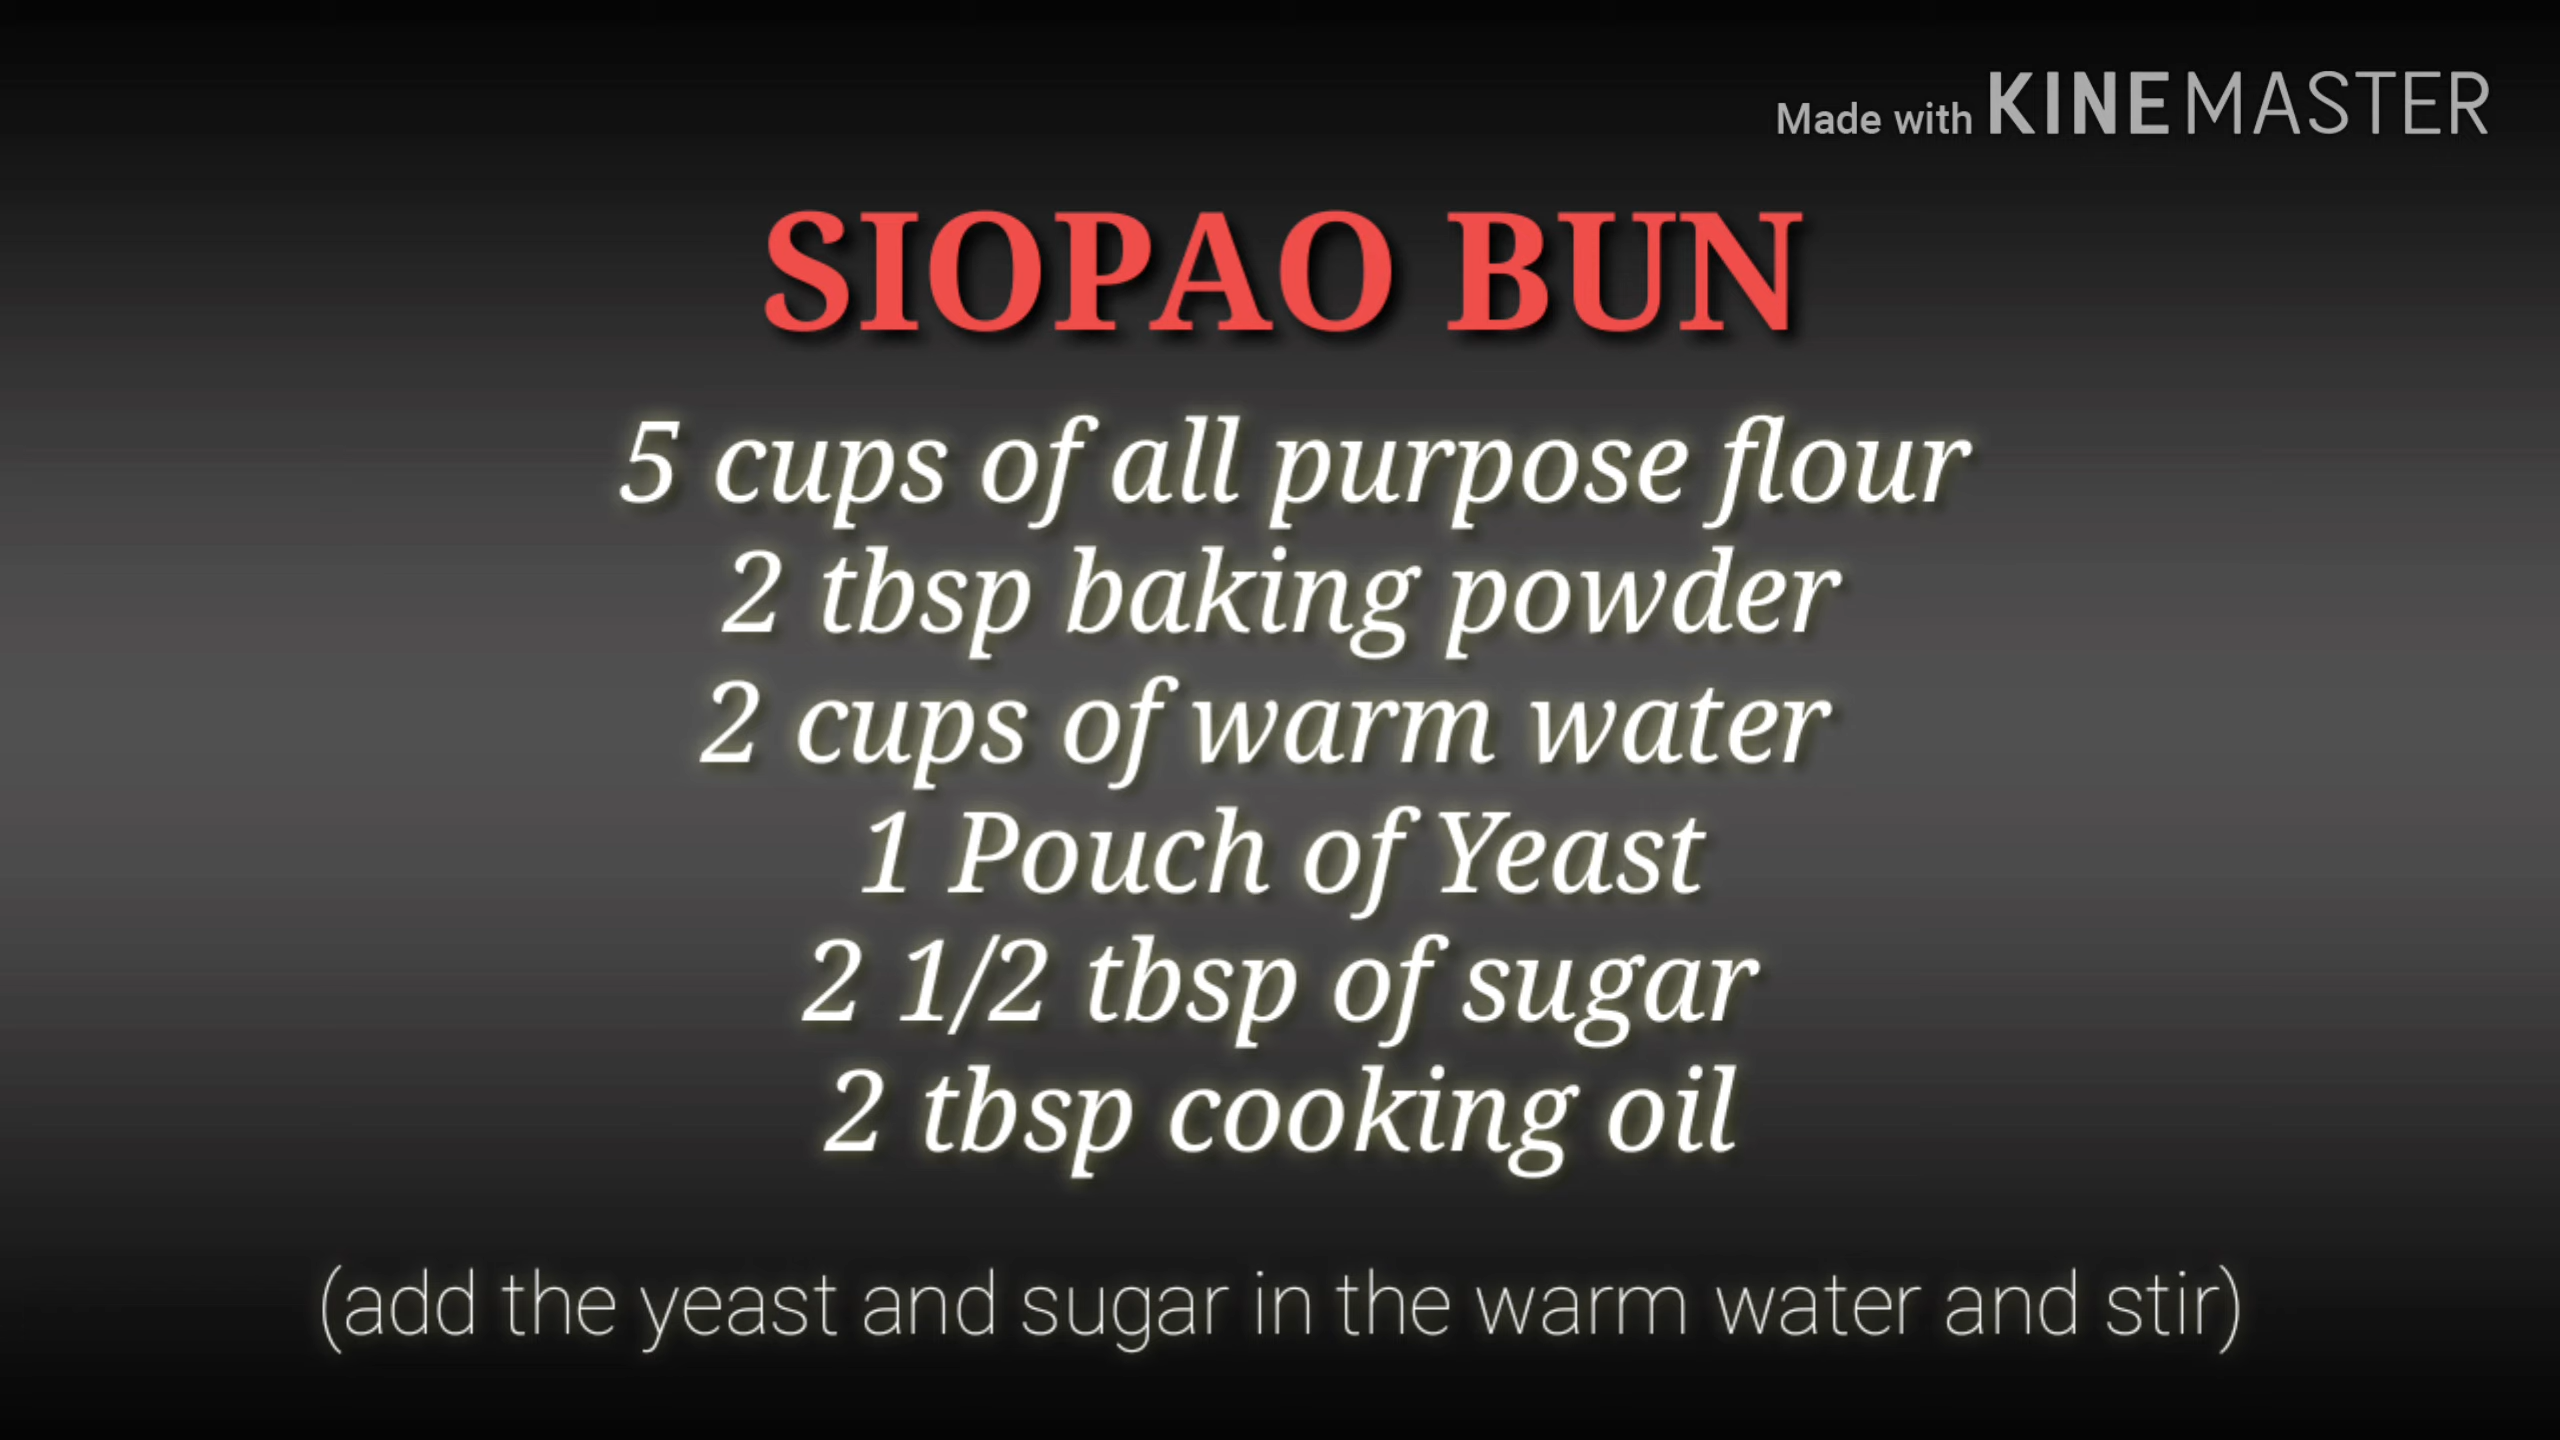 Made with KINEMASTER
SIOPAO BUN
5 cups of all purpose flour
2 tbsp baking powder
2 cups of warm water
1 Pouch of Yeast
2 1/2 tbsp of sugar
2 tbsp cooking oil
(add the yeast and sugar in the warm water and stir)